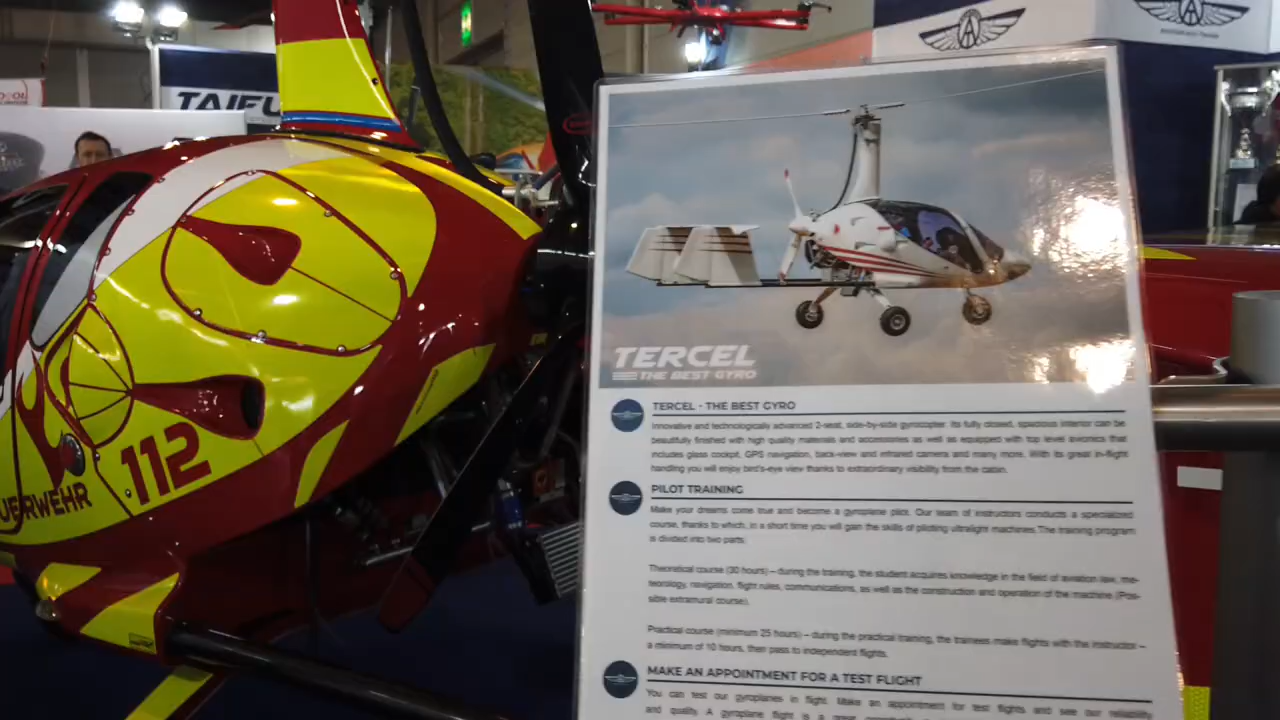 TAIFU
112
UERWEHR
TERCEL
THE BEST GYRO
TERCEL - THE BEST GYRO
Innovative and technologically advanced 2-seat, side-by-side gyrocopter. Its fully closed, spacious interior can be
beautifully finished with high quality materials and accessories as well as equipped with top level avionics that
includes glass cockpit, GPS navigation, back-view and infrared camera and many more. With its great in-flight
handling you will enjoy bird's-eye view thanks to extraordinary visibility from the cabin.
PILOT TRAINING
Make your dreams come true and become a gyroplane pilot. Our team of instructors conducts a specialized
course, thanks to which, in a short time you will gain the skills of piloting ultralight machines. The training program
is divided into two parts:
Theoretical course (30 hours) – during the training, the student acquires knowledge in the field of aviation law, me-
teorology, navigation, flight rules, communications, as well as the construction and operation of the machine (Pos-
sible extramural course).
Practical course (minimum 25 hours) – during the practical training, the trainees make flights with the instructor –
a minimum of 10 hours, then pass to independent flights.
MAKE AN APPOINTMENT FOR A TEST FLIGHT
You can test our gyroplanes in flight. Make an appointment for test flights and see our reliability
and quality. A gyroplane flight is a great